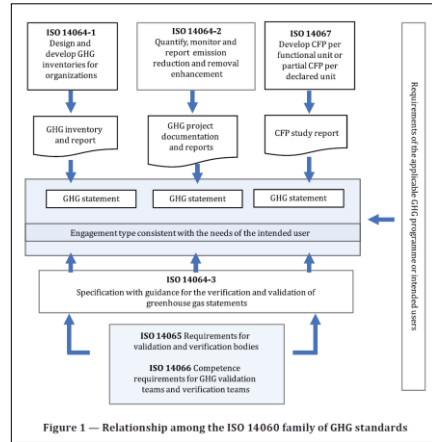 ISO 14064-1
Design and
develop GHG
inventories for
organizations
ISO 14064-2
Quantify, monitor and
report emission
reduction and removal
enhancement
ISO 14067
Develop CFP per
functional unit or
partial CFP per
declared unit
GHG inventory
and report
GHG project
documentation
and reports
CFP study report
GHG statement
GHG statement
GHG statement
Engagement type consistent with the needs of the intended user
ISO 14064-3
Specification with guidance for the verification and validation of
greenhouse gas statements
ISO 14065 Requirements for
validation and verification bodies
ISO 14066 Competence
requirements for GHG validation
teams and verification teams
Requirements of the applicable GHG programme or intended users
Figure 1 — Relationship among the ISO 14060 family of GHG standards